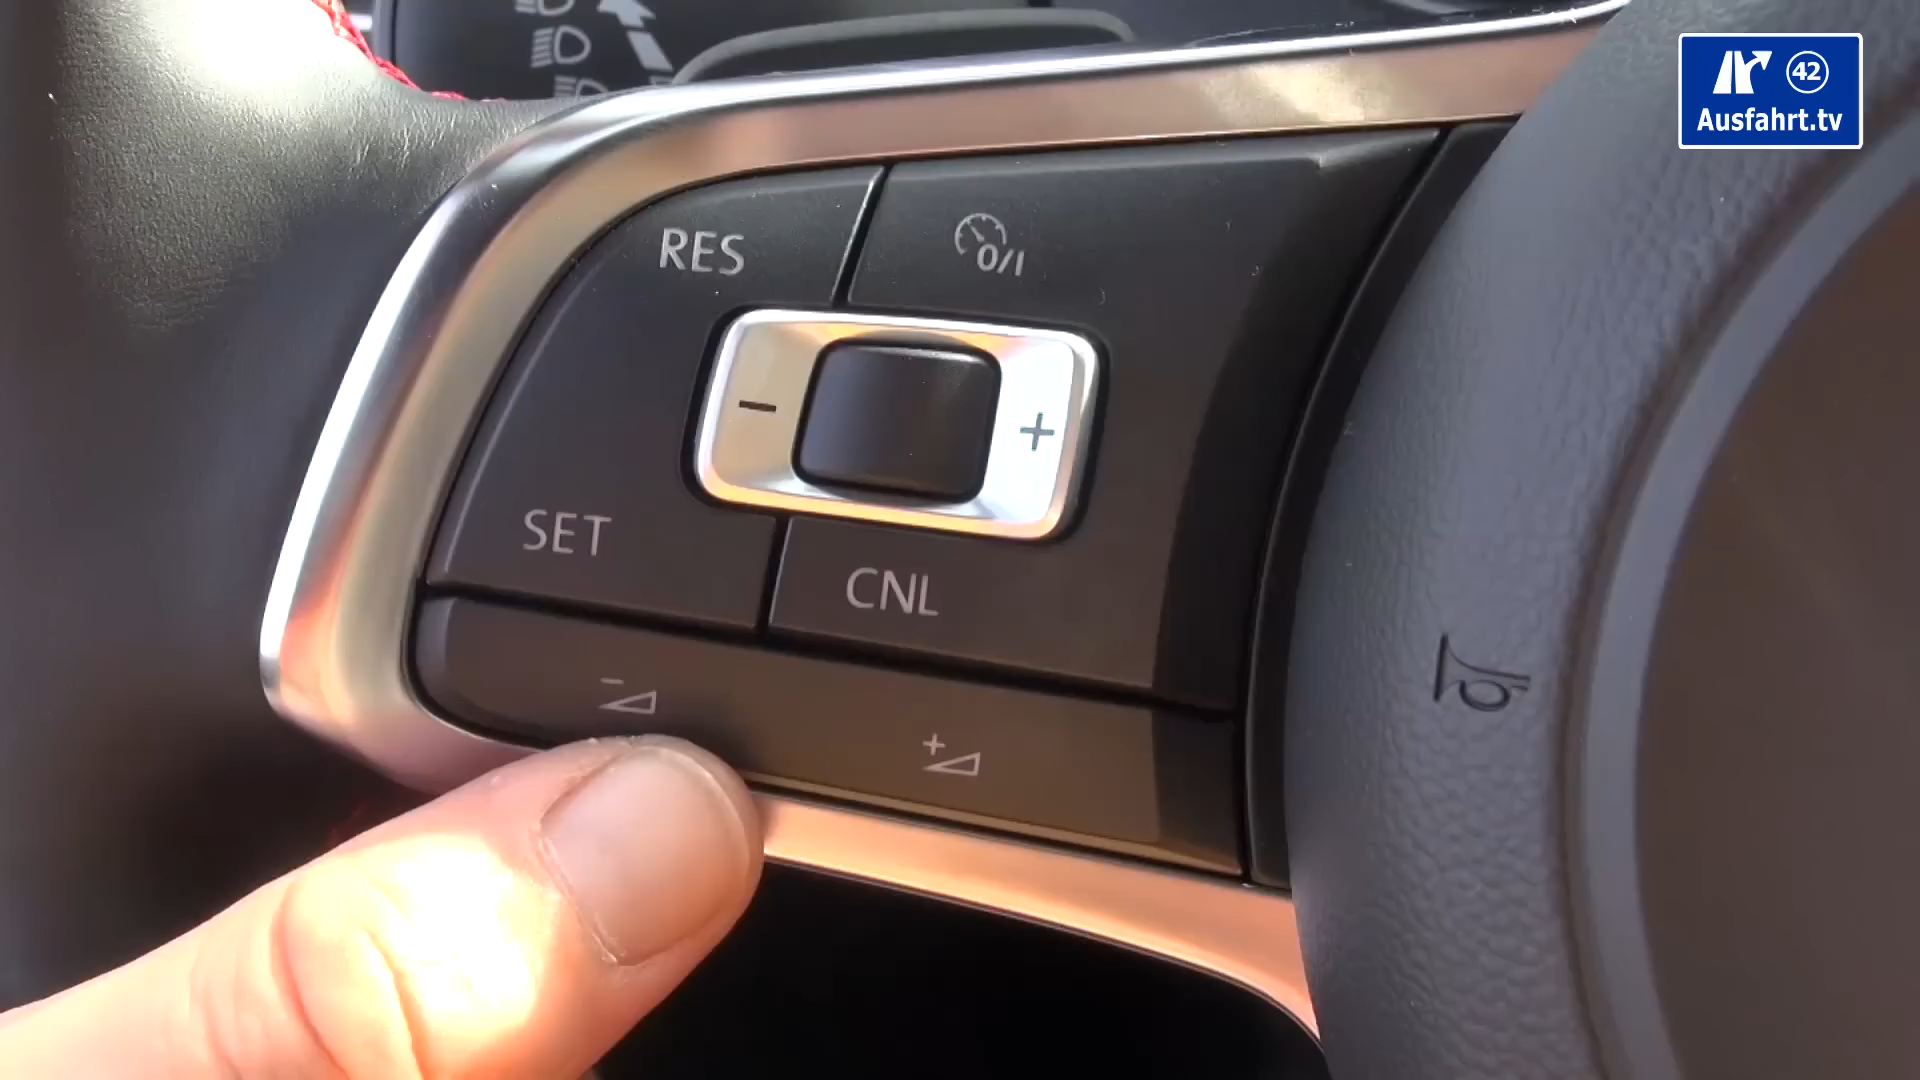 42
Ausfahrt.tv
RES
0/I
− +
SET
CNL
−
+